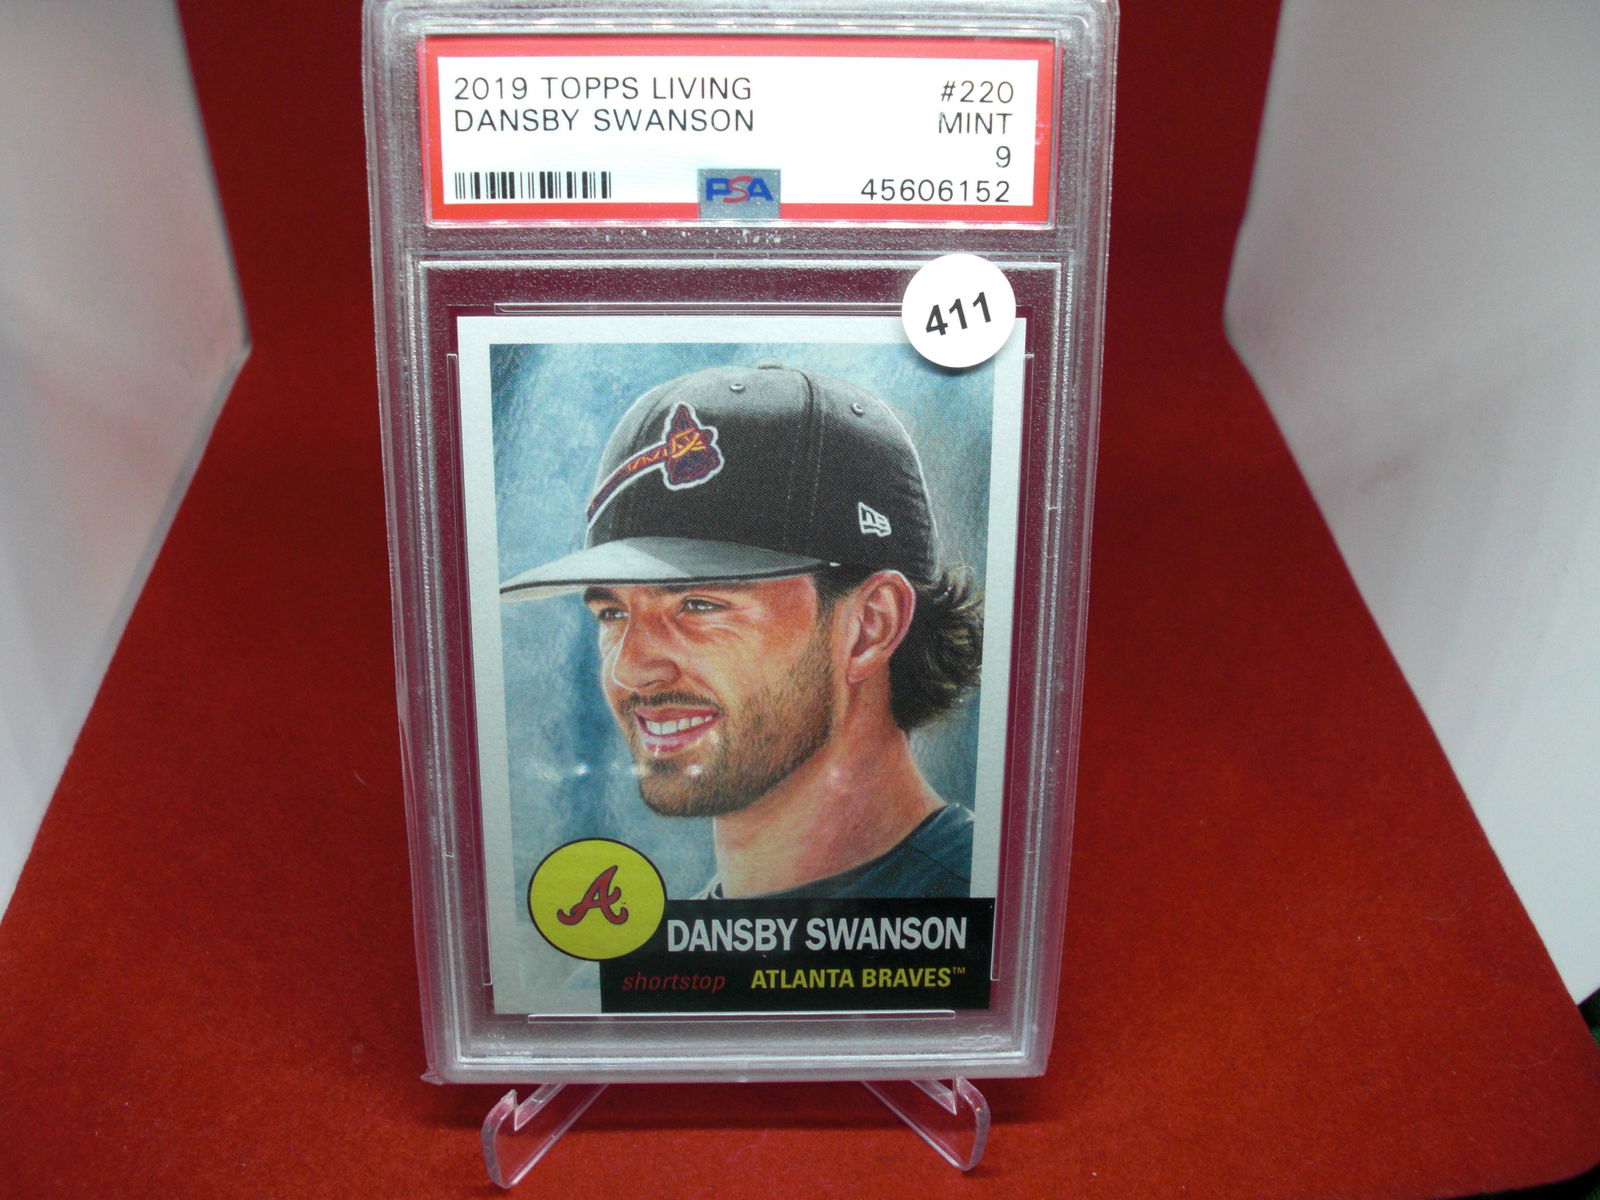 2019 TOPPS LIVING #220
DANSBY SWANSON MINT
9
PSA 45606152
411
DANSBY SWANSON
shortstop ATLANTA BRAVES™